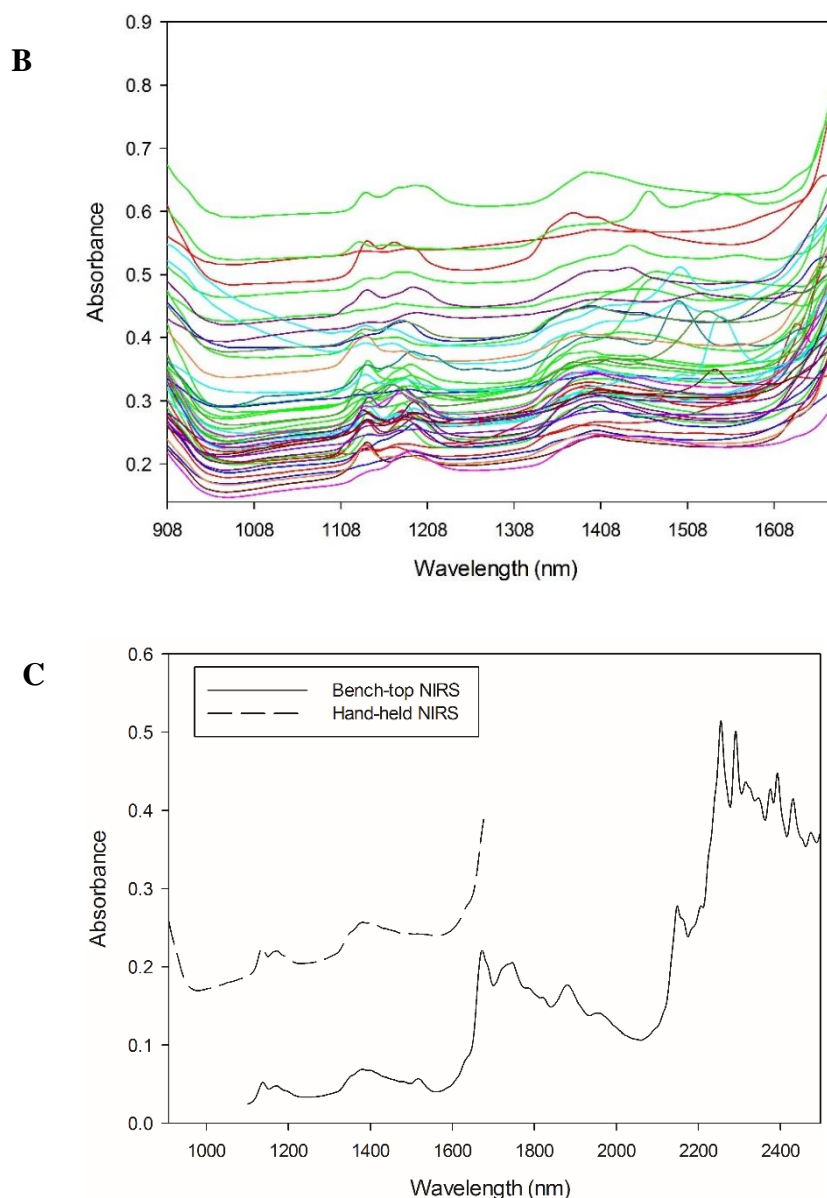 B
0.9
0.8
0.7
0.6
0.5
0.4
0.3
0.2
Absorbance
908 1008 1108 1208 1308 1408 1508 1608
Wavelength (nm)
C
0.6
0.5
0.4
0.3
0.2
0.1
0.0
Absorbance
Bench-top NIRS
Hand-held NIRS
1000 1200 1400 1600 1800 2000 2200 2400
Wavelength (nm)